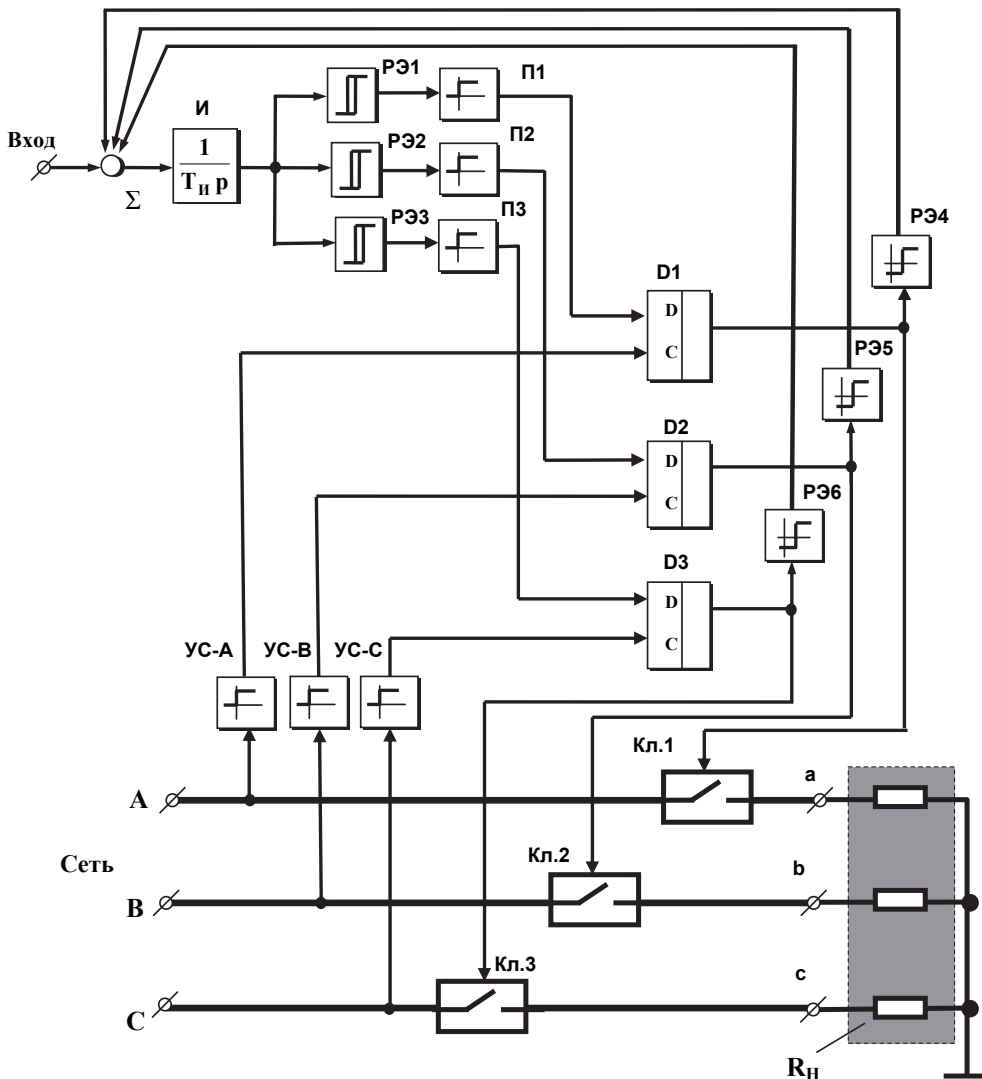 РЭ1
П1
И
Вход
1
Tи p
Σ
РЭ2
П2
РЭ3
П3
РЭ4
D1
D
C
РЭ5
D2
D
C
РЭ6
D3
D
C
УС-А
УС-В
УС-С
Кл.1
a
A
Сеть
Кл.2
b
B
Кл.3
c
C
RН